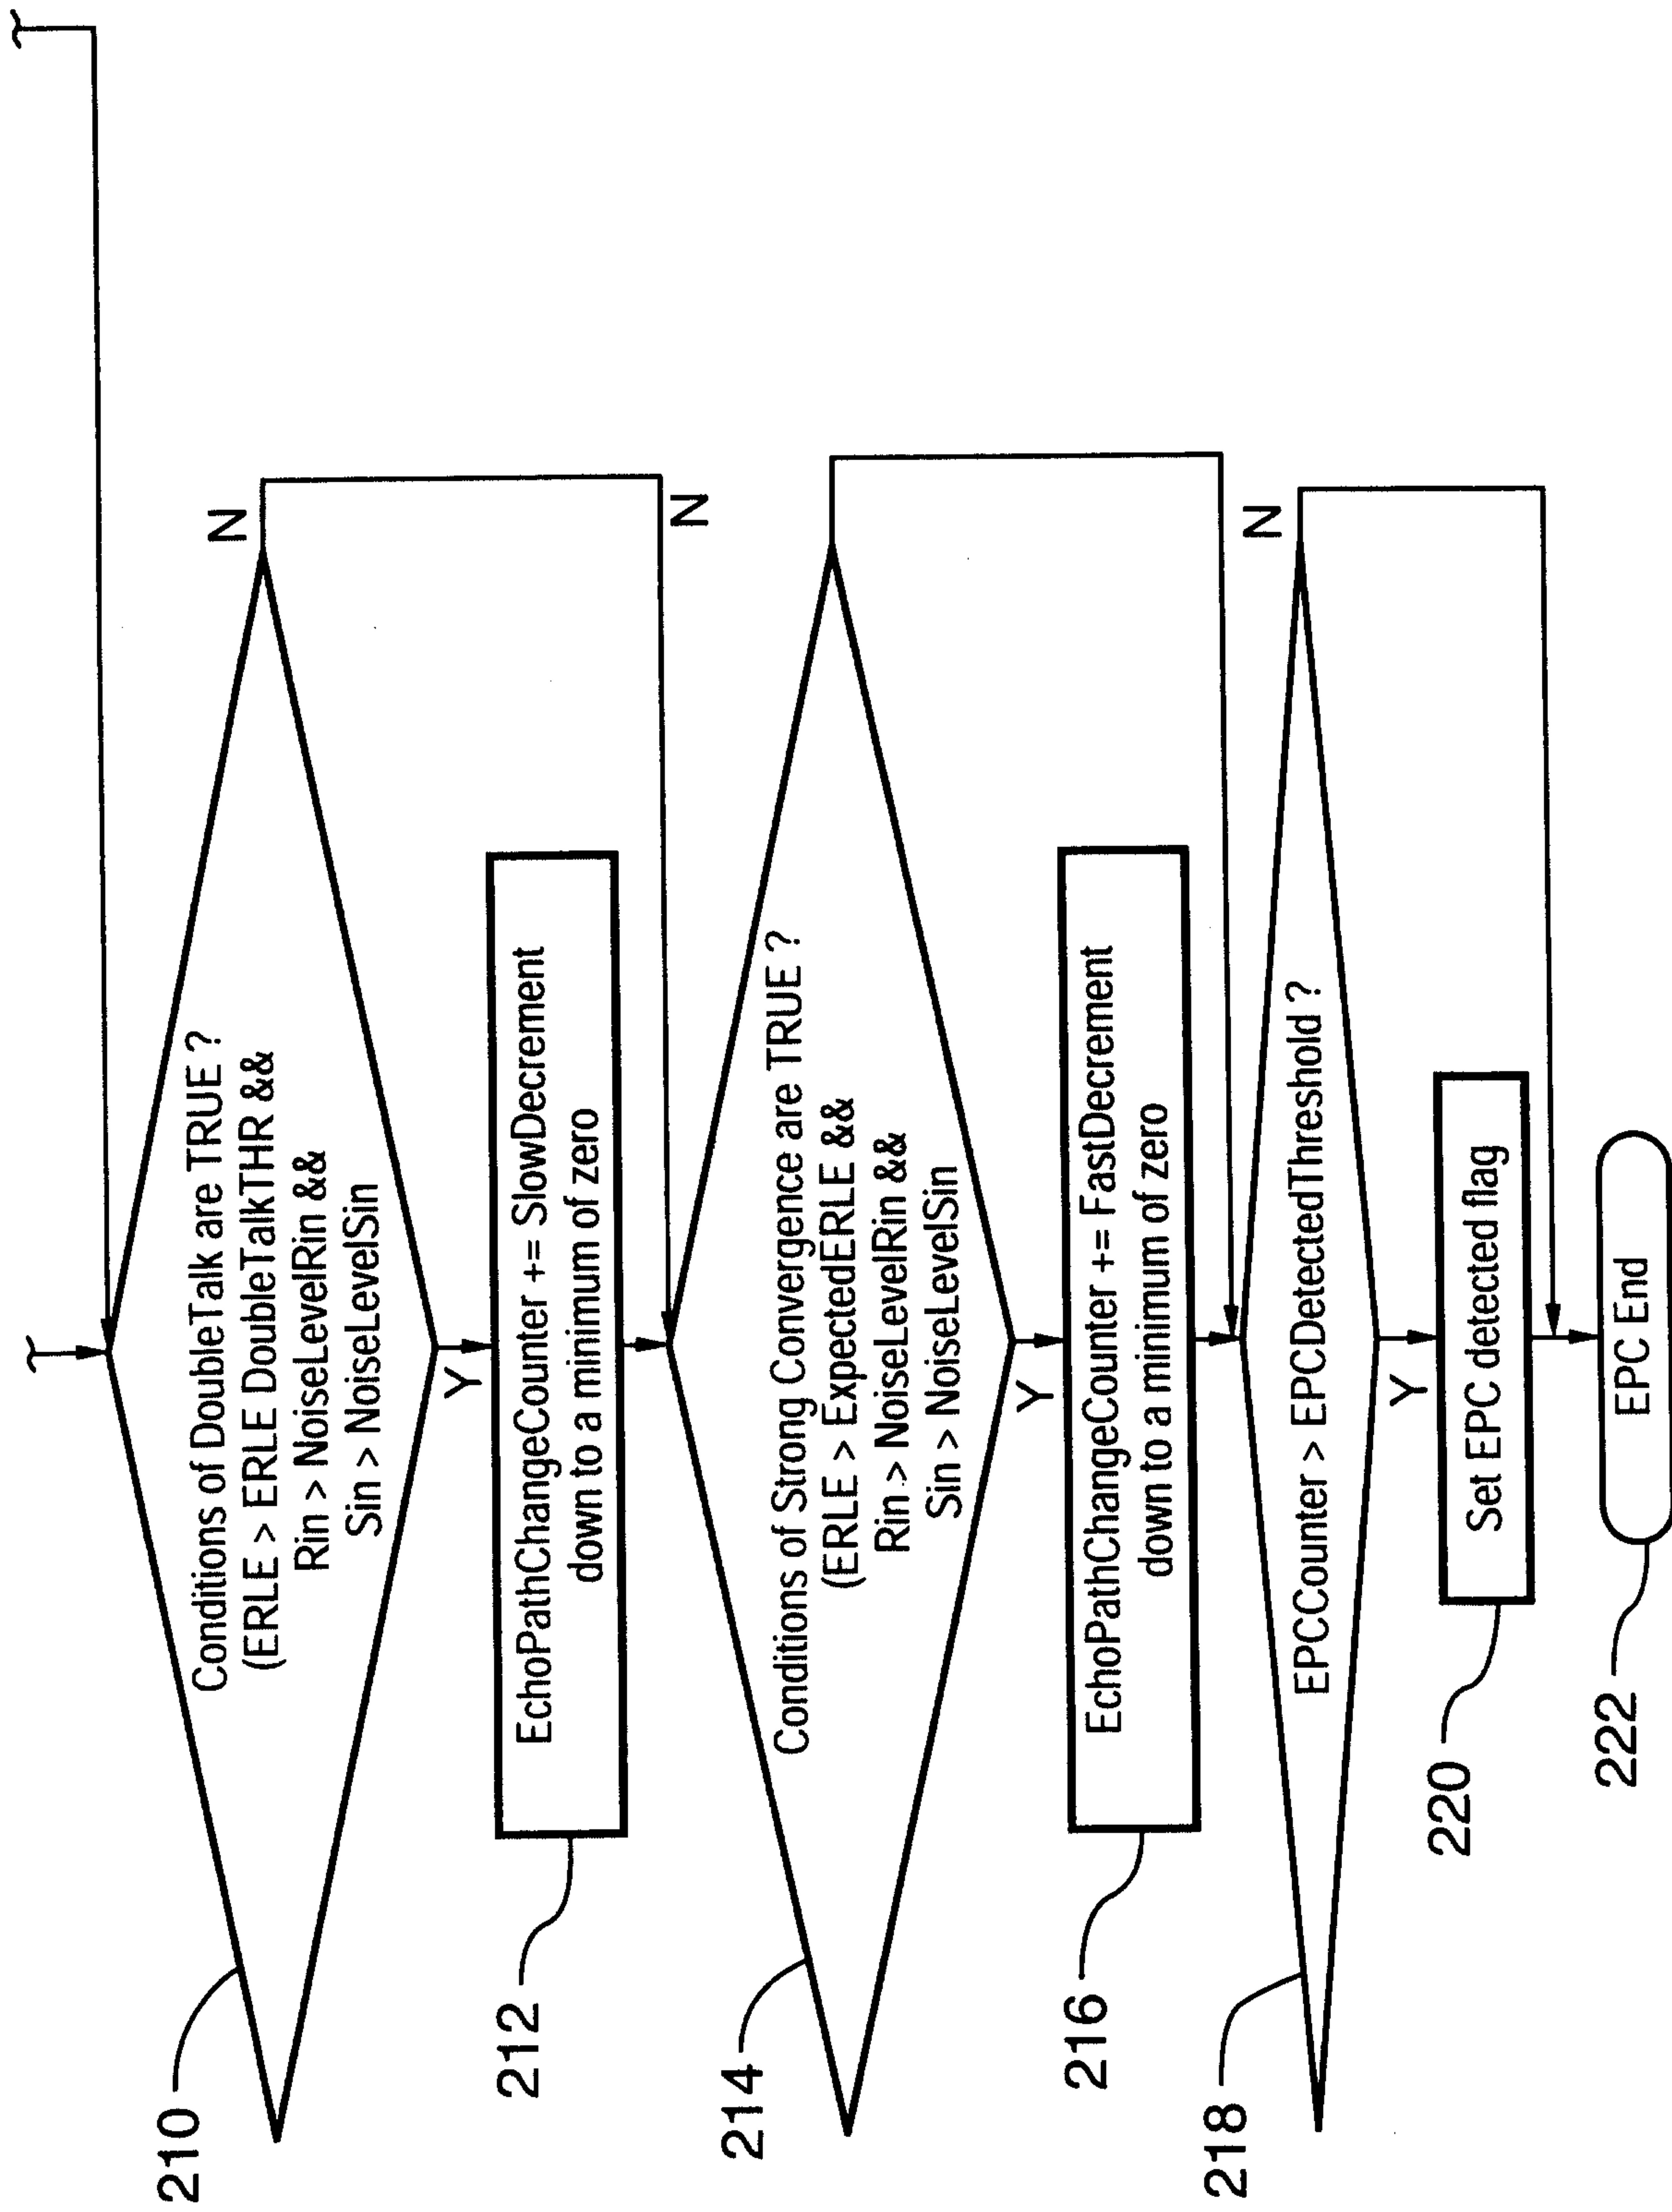 210
Conditions of DoubleTalk are TRUE ?
(ERLE > ERLE DoubleTalkTHR &&
Rin > NoiseLevelRin &&
Sin > NoiseLevelSin
N
Y
212
EchoPathChangeCounter += SlowDecrement
down to a minimum of zero
214
Conditions of Strong Convergence are TRUE ?
(ERLE > ExpectedERLE &&
Rin > NoiseLevelRin &&
Sin > NoiseLevelSin
N
Y
216
EchoPathChangeCounter += FastDecrement
down to a minimum of zero
218
EPCCounter > EPCDetectedThreshold ?
N
Y
220
Set EPC detected flag
222
EPC End